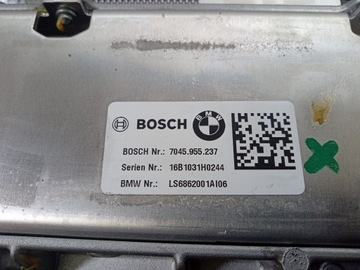 BOSCH BMW
BOSCH Nr.: 7045.955.237
Serien Nr.: 16B1031H0244
BMW Nr.: LS6862001AI06